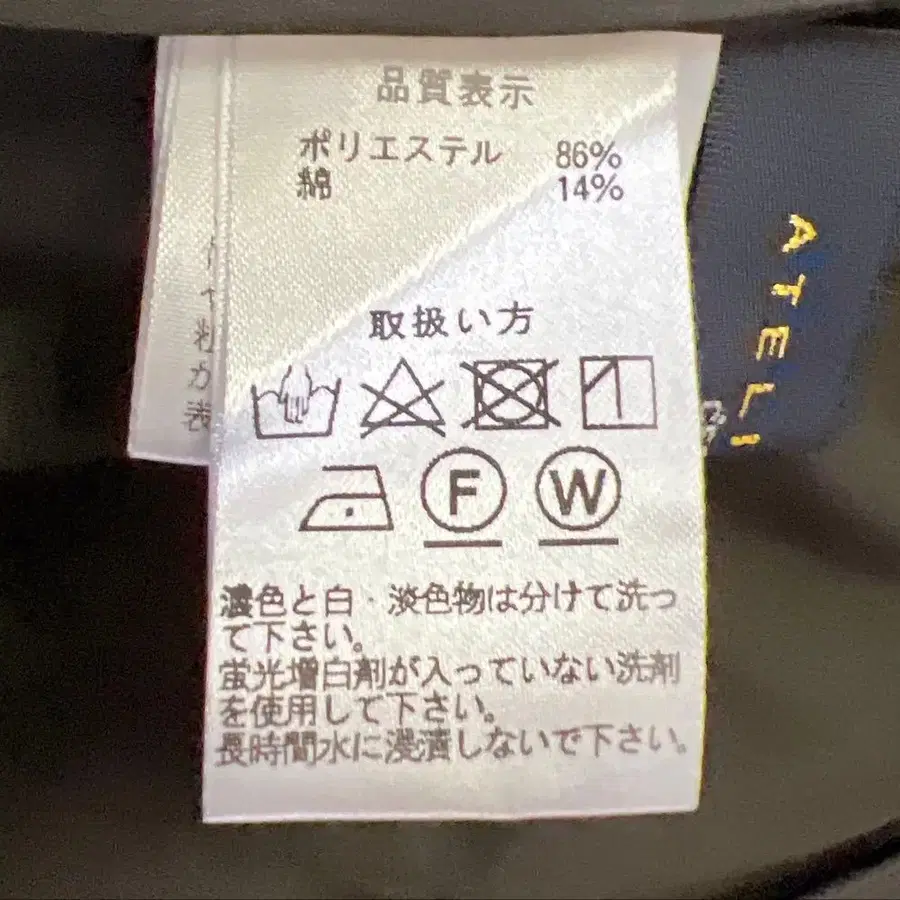 品質表示
ポリエステル 86%
綿 14%
取扱い方
F W
濃色と白・淡色物は分けて洗っ
て下さい。
蛍光増白剤が入っていない洗剤
を使用して下さい。
長時間水に浸漬しないで下さい。
ATELI